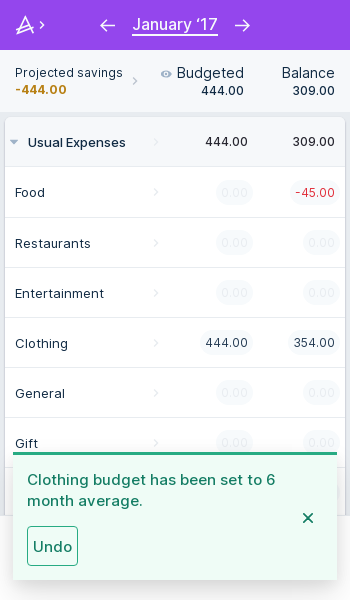 January ‘17
Projected savings
-444.00
Budgeted
444.00
Balance
309.00
Usual Expenses 444.00 309.00
Food 0.00 -45.00
Restaurants 0.00 0.00
Entertainment 0.00 0.00
Clothing 444.00 354.00
General 0.00 0.00
Gift 0.00 0.00
Clothing budget has been set to 6
month average.
Undo